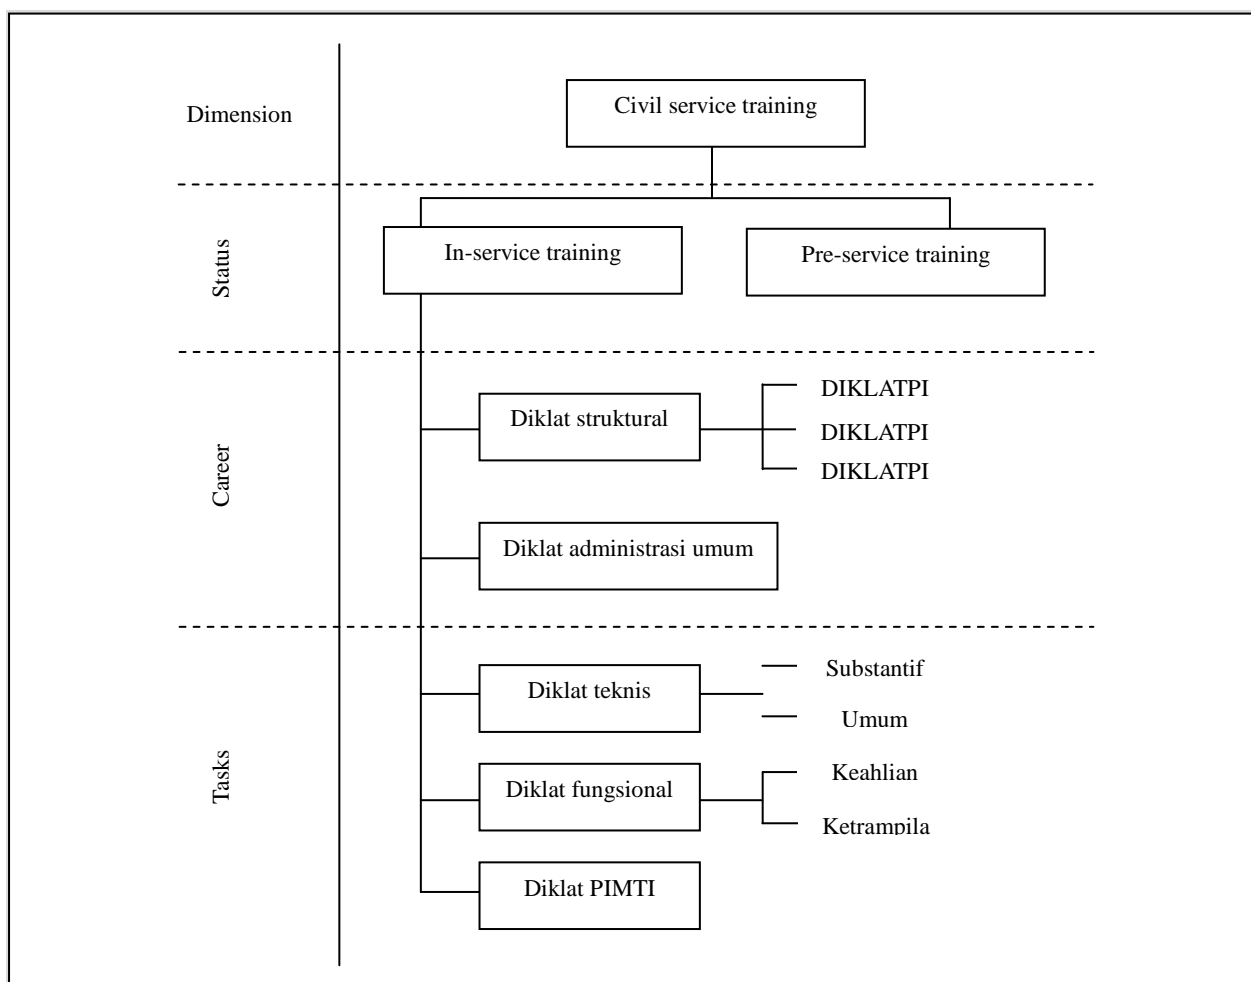 Dimension
Civil service training
Status
In-service training
Pre-service training
Career
Diklat struktural
DIKLATPI
DIKLATPI
DIKLATPI
Diklat administrasi umum
Tasks
Diklat teknis
Substantif
Umum
Diklat fungsional
Keahlian
Ketrampila
Diklat PIMTI